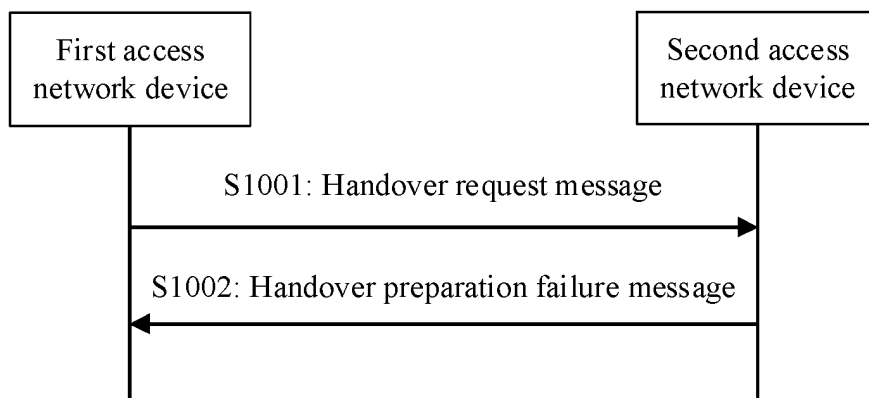 First access
network device
Second access
network device
S1001: Handover request message
S1002: Handover preparation failure message